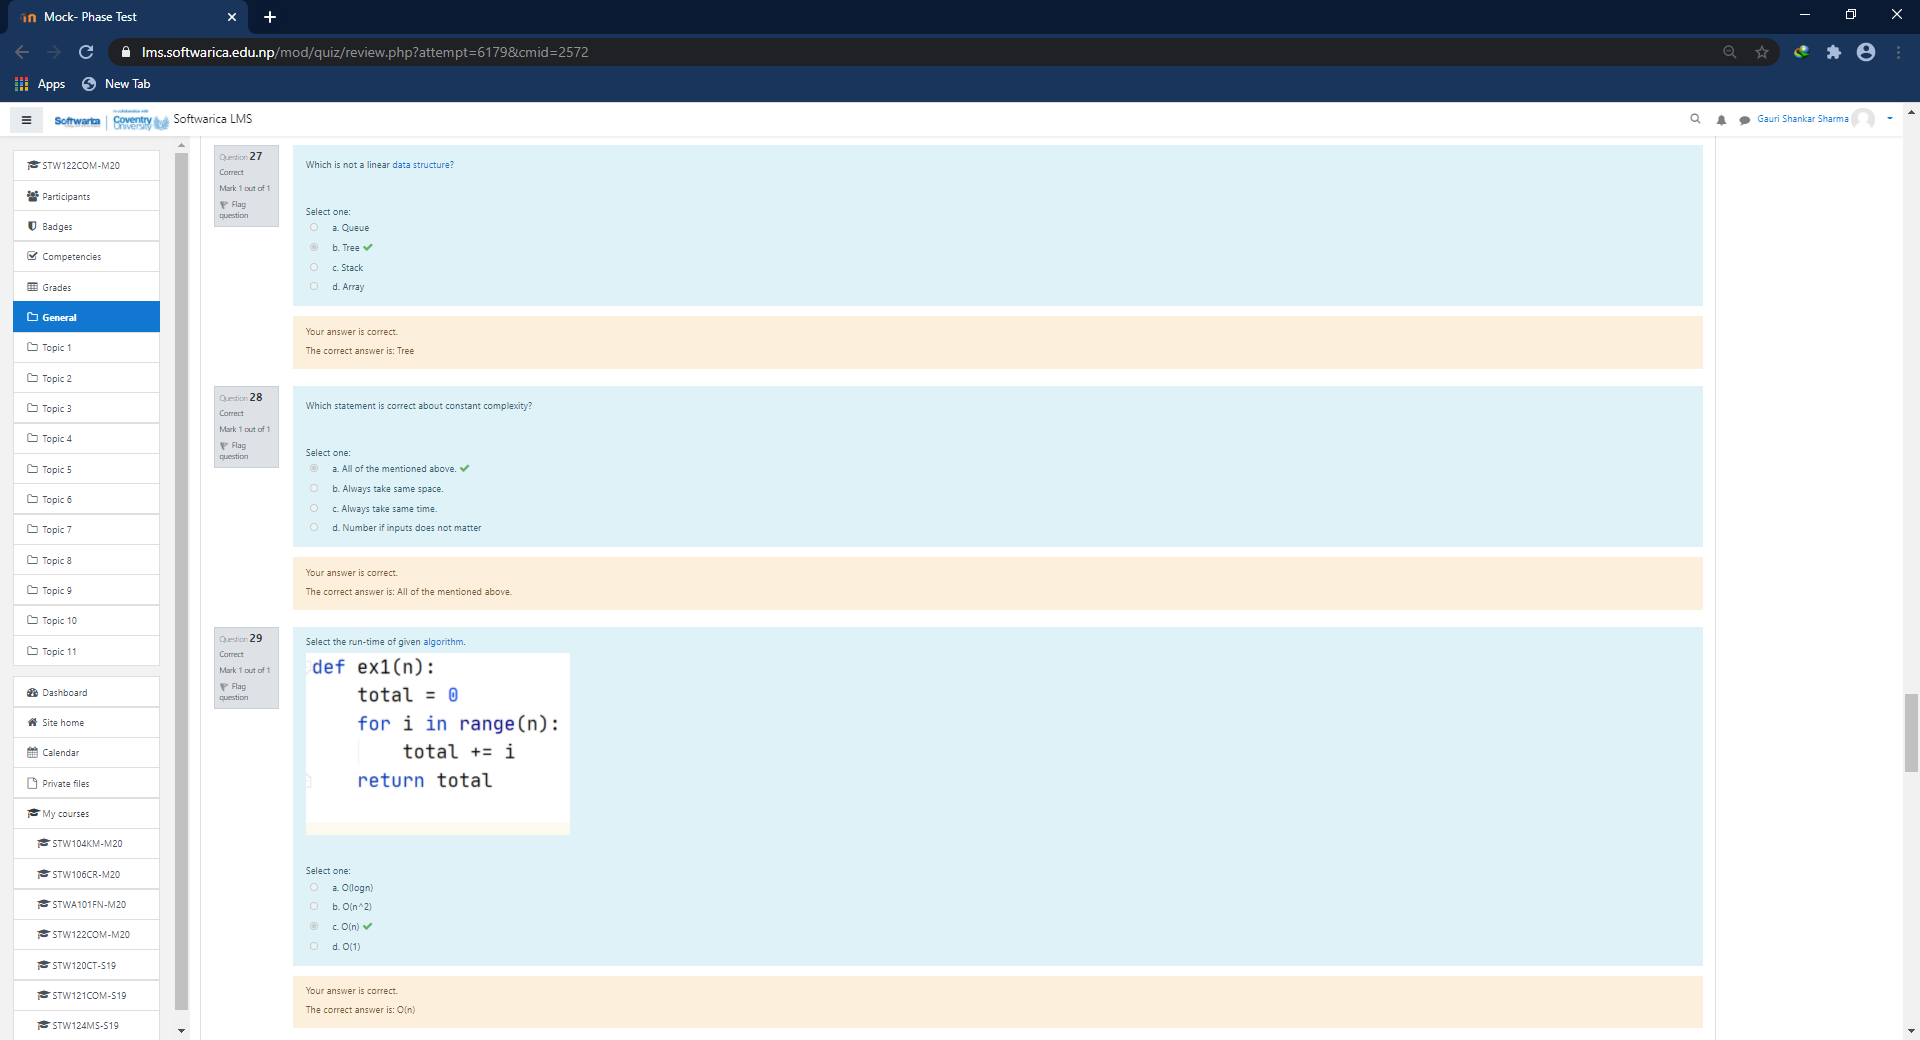 Mock- Phase Test
lms.softwarica.edu.np/mod/quiz/review.php?attempt=6179&cmid=2572
Apps
New Tab
Softwarica
In collaboration with
Coventry
University
Softwarica LMS
Gauri Shankar Sharma
STW122COM-M20
Participants
Badges
Competencies
Grades
General
Topic 1
Topic 2
Topic 3
Topic 4
Topic 5
Topic 6
Topic 7
Topic 8
Topic 9
Topic 10
Topic 11
Dashboard
Site home
Calendar
Private files
My courses
STW104KM-M20
STW106CR-M20
STWA101FN-M20
STW122COM-M20
STW120CT-S19
STW121COM-S19
STW124MS-S19
Question 27
Correct
Mark 1 out of 1
Flag
question
Which is not a linear data structure?
Select one:
a. Queue
b. Tree
c. Stack
d. Array
Your answer is correct.
The correct answer is: Tree
Question 28
Correct
Mark 1 out of 1
Flag
question
Which statement is correct about constant complexity?
Select one:
a. All of the mentioned above.
b. Always take same space.
c. Always take same time.
d. Number if inputs does not matter
Your answer is correct.
The correct answer is: All of the mentioned above.
Question 29
Correct
Mark 1 out of 1
Flag
question
Select the run-time of given algorithm.
def ex1(n):
total = 0
for i in range(n):
total += i
return total
Select one:
a. O(logn)
b. O(n^2)
c. O(n)
d. O(1)
Your answer is correct.
The correct answer is: O(n)